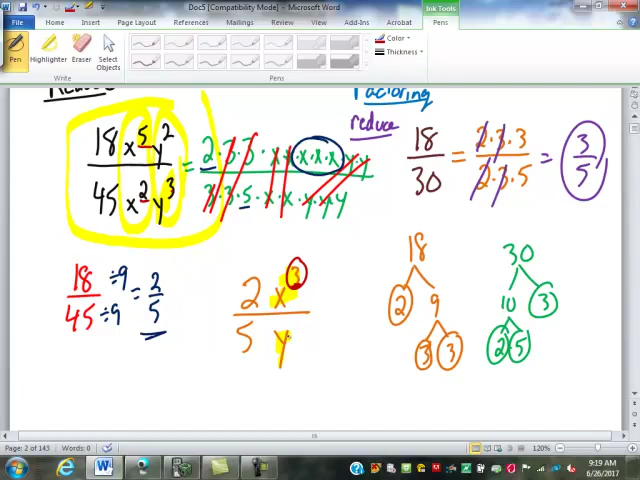 Doc5 [Compatibility Mode] - Microsoft Word
Ink Tools
File Home Insert Page Layout References Mailings Review View Acrobat Pens
Pen Highlighter Eraser Select Objects
Color
Thickness
Write Pens Pens
Factoring
reduce
18x⁵y² / 45x²y³ = 2·3·3·x·x·x·x·x·y·y / 3·3·5·x·x·y·y·y
18/30 = 2·3·3 / 2·3·5 = 3/5
18/45 ÷9/÷9 = 2/5
2x³ / 5y
18
2 9
3 3
30
10 3
2 5
Page: 2 of 143 Words: 0 120%
9:19 AM
6/26/2017